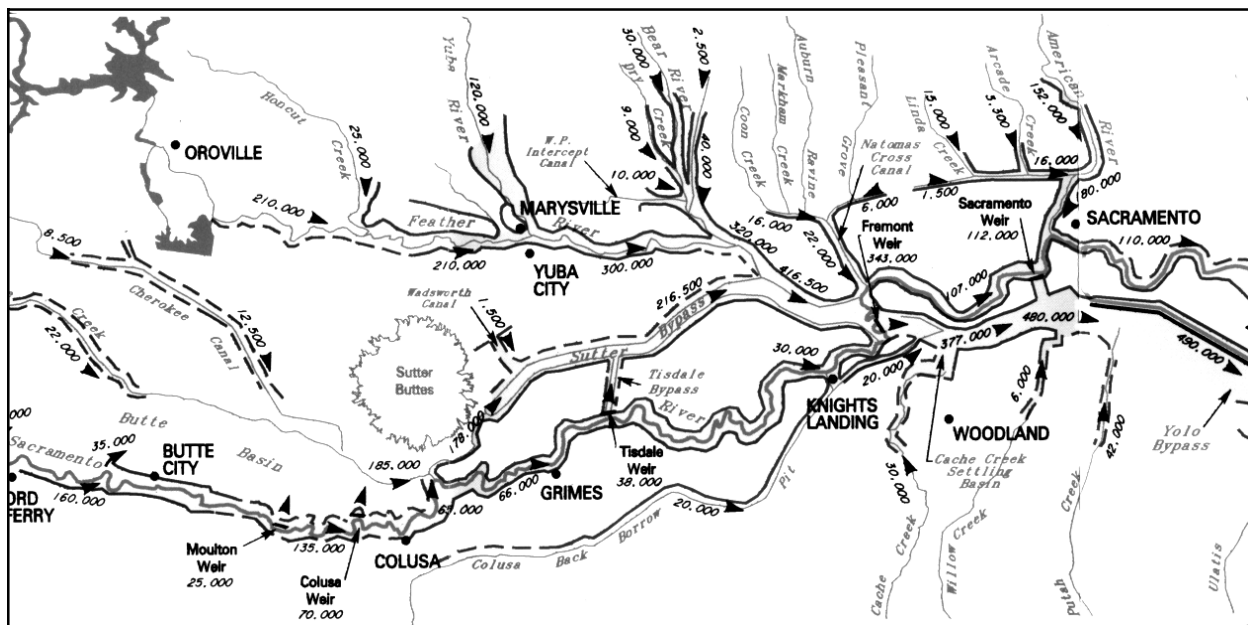 Honcut
Creek
25.000
OROVILLE
210.000
Yuba
River
120.000
Feather
River
210.000
MARYSVILLE
YUBA
CITY
300.000
30.000
Bear
River
Dry
Creek
9.000
2.500
40.000
W.P.
Intercept
Canal
10.000
320.000
416.500
Coon Creek
Markham
Creek
Auburn
Ravine
Pleasant
Grove
16.000
22.000
Natomas
Cross
Canal
6.000
1.500
Linda
Creek
15.000
Arcade
Creek
3.300
16.000
American
River
152.000
180.000
Sacramento
Weir
112.000
SACRAMENTO
110.000
Fremont
Weir
343.000
107.000
480.000
377.000
490.000
8.500
Cherokee
Canal
12.500
Creek
22.000
Sutter
Buttes
Wadsworth
Canal
1.500
216.500
Sutter
Bypass
Tisdale
Bypass
River
178.000
185.000
Butte
Basin
Sacramento
35.000
BUTTE
CITY
160.000
ORD
FERRY
Moulton
Weir
25.000
135.000
Colusa
Weir
70.000
COLUSA
65.000
66.000
GRIMES
Tisdale
Weir
38.000
30.000
KNIGHTS
LANDING
20.000
Colusa
Back
Borrow
Pit
20.000
WOODLAND
Cache Creek
Settling
Basin
30.000
Cache
Creek
Willow Creek
6.000
Putah
Creek
42.000
Yolo
Bypass
Ulatis